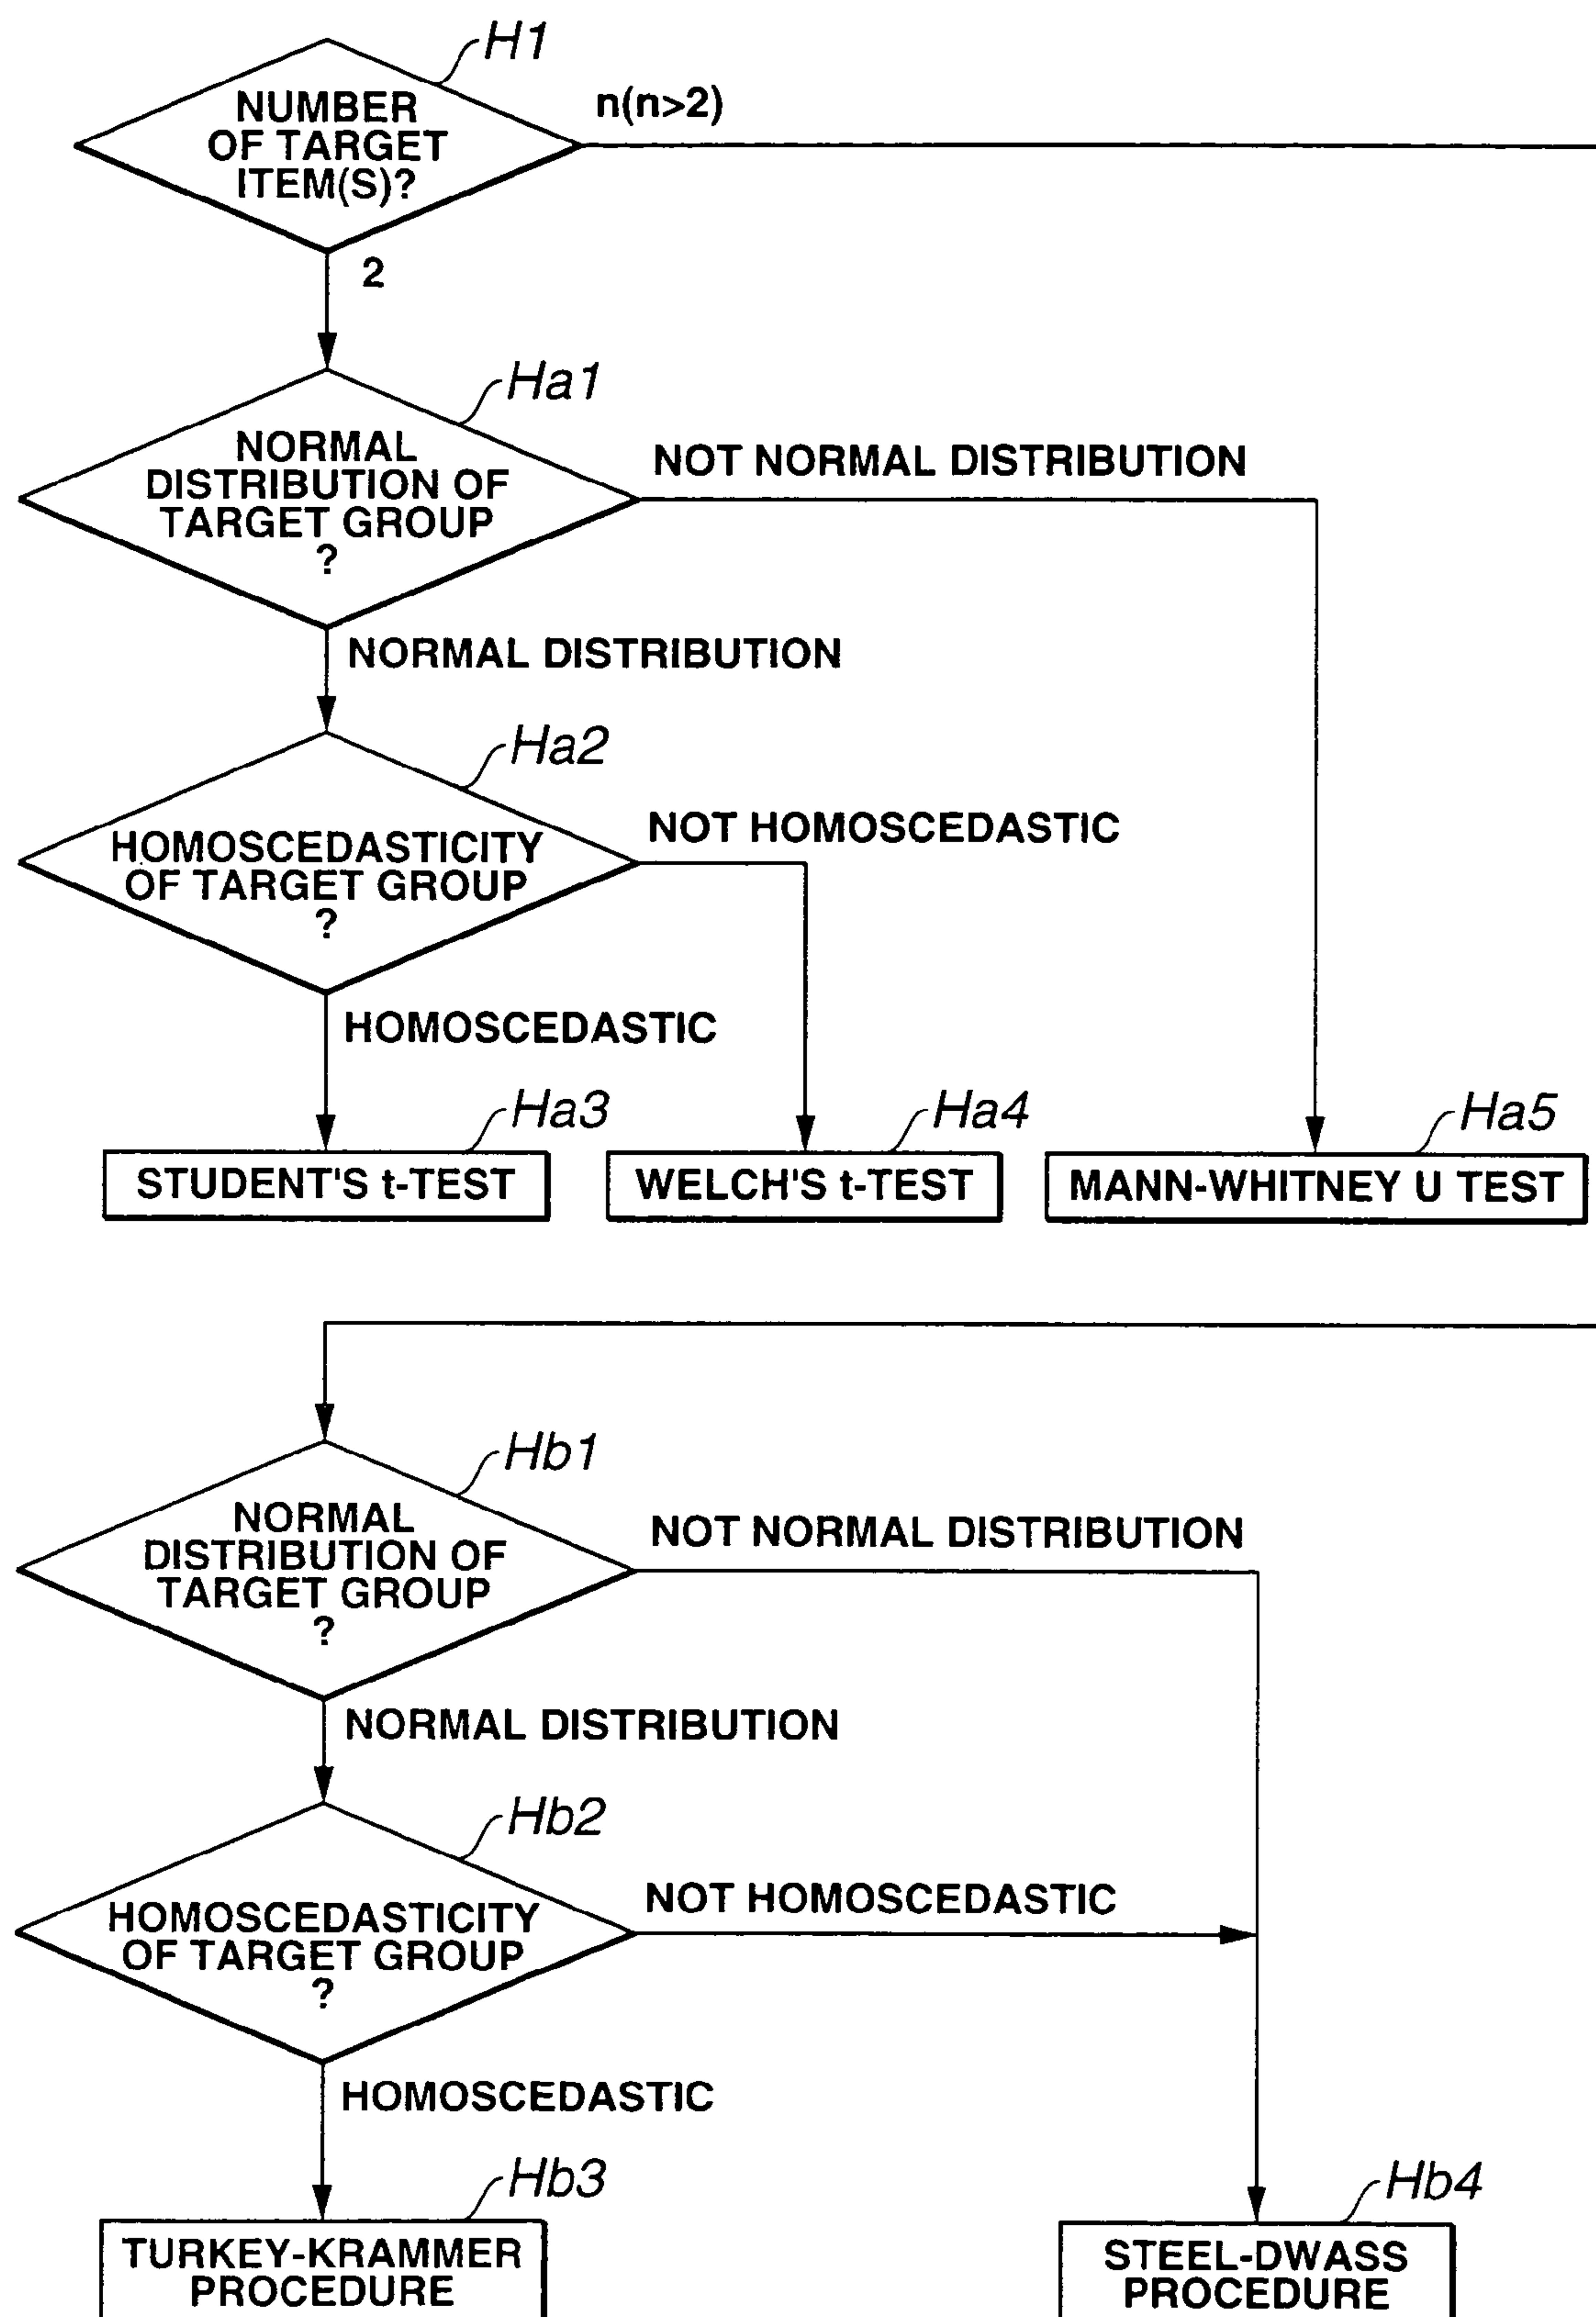 H1
NUMBER
OF TARGET
ITEM(S)?
n(n>2)
2
Ha1
NORMAL
DISTRIBUTION OF
TARGET GROUP
?
NOT NORMAL DISTRIBUTION
NORMAL DISTRIBUTION
Ha2
HOMOSCEDASTICITY
OF TARGET GROUP
?
NOT HOMOSCEDASTIC
HOMOSCEDASTIC
Ha3
STUDENT'S t-TEST
Ha4
WELCH'S t-TEST
Ha5
MANN-WHITNEY U TEST
Hb1
NORMAL
DISTRIBUTION OF
TARGET GROUP
?
NOT NORMAL DISTRIBUTION
NORMAL DISTRIBUTION
Hb2
HOMOSCEDASTICITY
OF TARGET GROUP
?
NOT HOMOSCEDASTIC
HOMOSCEDASTIC
Hb3
TURKEY-KRAMMER
PROCEDURE
Hb4
STEEL-DWASS
PROCEDURE